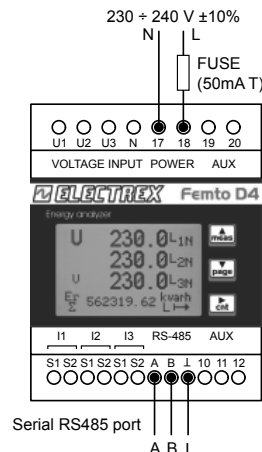 230 ÷ 240 V ±10%
N L
FUSE
(50mA T)
U1 U2 U3 N 17 18 19 20
VOLTAGE INPUT POWER AUX
ELECTREX Femto D4
Energy analyzer
U 230.0 L1N
230.0 L2N
U 230.0 L3N
Er Σ 562319.62 kvarh L
meas
page
cnt
I1 I2 I3 RS-485 AUX
S1 S2 S1 S2 S1 S2 A B ⊥ 10 11 12
Serial RS485 port
A B ⊥